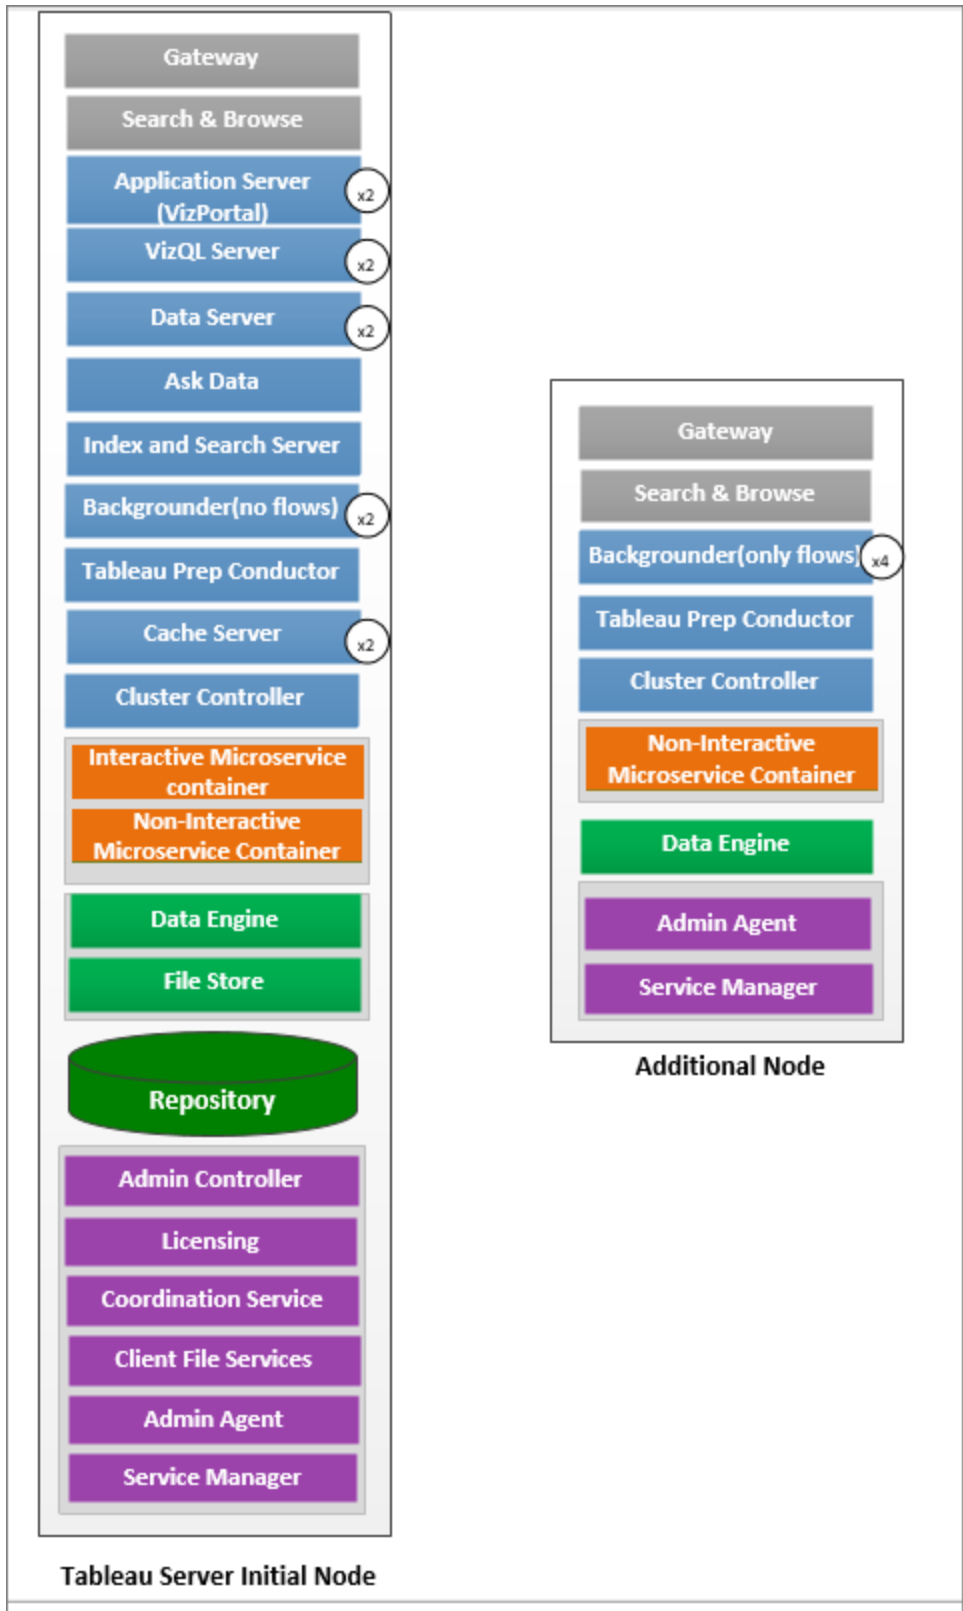 Gateway
Search & Browse
Application Server
(VizPortal)
x2
VizQL Server
x2
Data Server
x2
Ask Data
Index and Search Server
Backgrounder(no flows)
x2
Tableau Prep Conductor
Cache Server
x2
Cluster Controller
Interactive Microservice
container
Non-Interactive
Microservice Container
Data Engine
File Store
Repository
Admin Controller
Licensing
Coordination Service
Client File Services
Admin Agent
Service Manager
Tableau Server Initial Node
Gateway
Search & Browse
Backgrounder(only flows)
x4
Tableau Prep Conductor
Cluster Controller
Non-Interactive
Microservice Container
Data Engine
Admin Agent
Service Manager
Additional Node